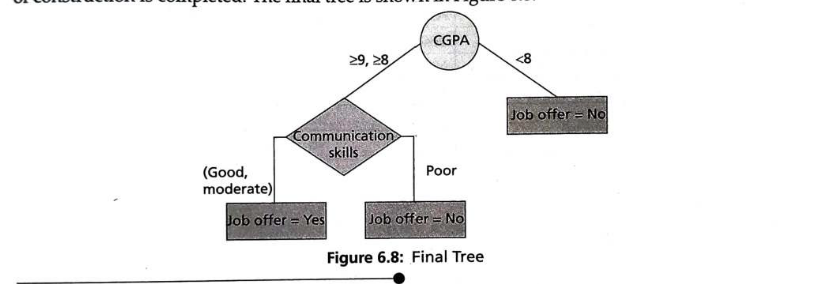 of construction is completed. The final tree is shown in Figure 6.8.
CGPA
≥9, ≥8
<8
Job offer = No
Communication
skills
(Good,
moderate)
Poor
Job offer = Yes
Job offer = No
Figure 6.8: Final Tree